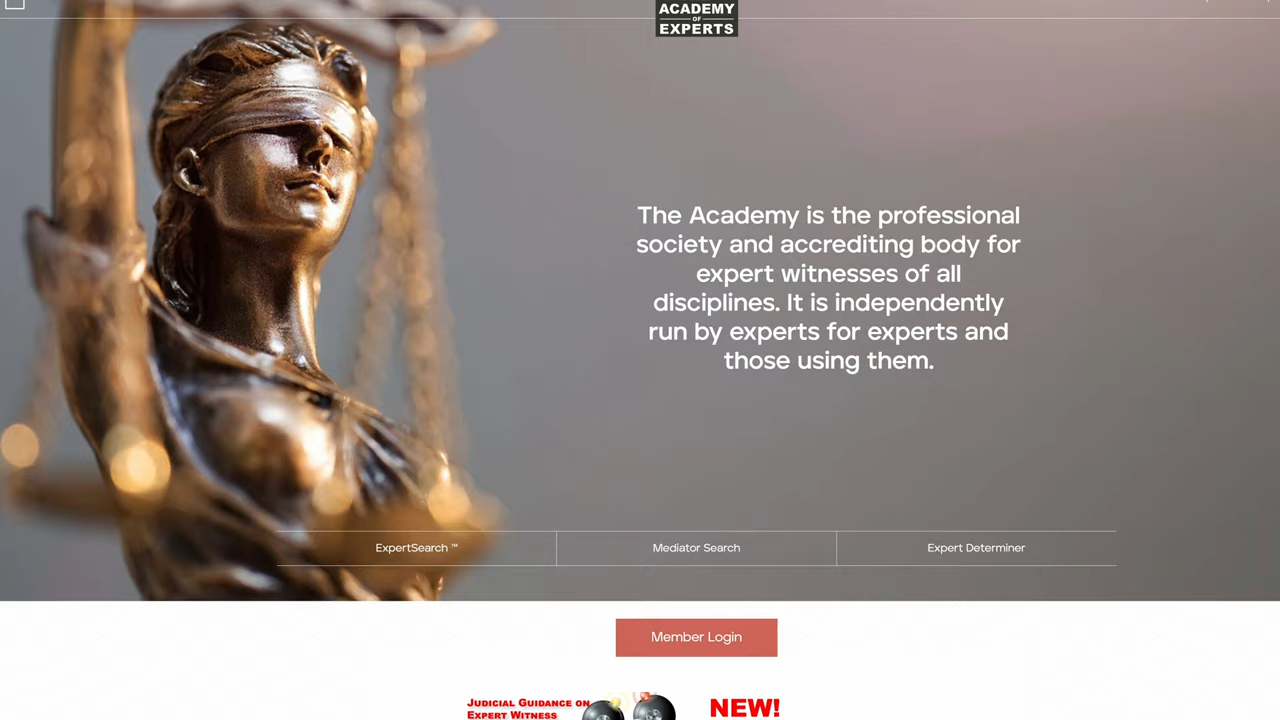 ACADEMY
OF
EXPERTS
The Academy is the professional
society and accrediting body for
expert witnesses of all
disciplines. It is independently
run by experts for experts and
those using them.
ExpertSearch ™
Mediator Search
Expert Determiner
Member Login
JUDICIAL GUIDANCE ON
EXPERT WITNESS
NEW!